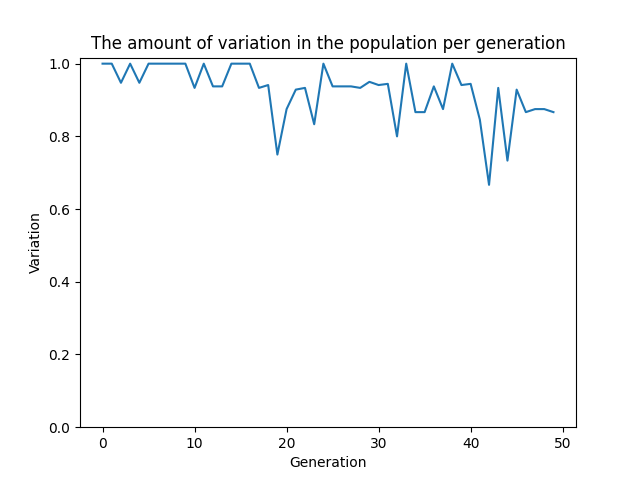 The amount of variation in the population per generation
1.0
0.8
0.6
0.4
0.2
0.0
Variation
0 10 20 30 40 50
Generation